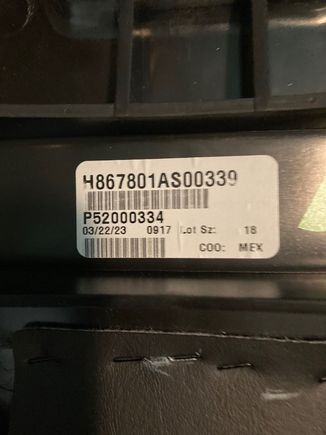 H867801AS00339
P52000334
03/22/23 0917 Lot Sz: 18
COO: MEX